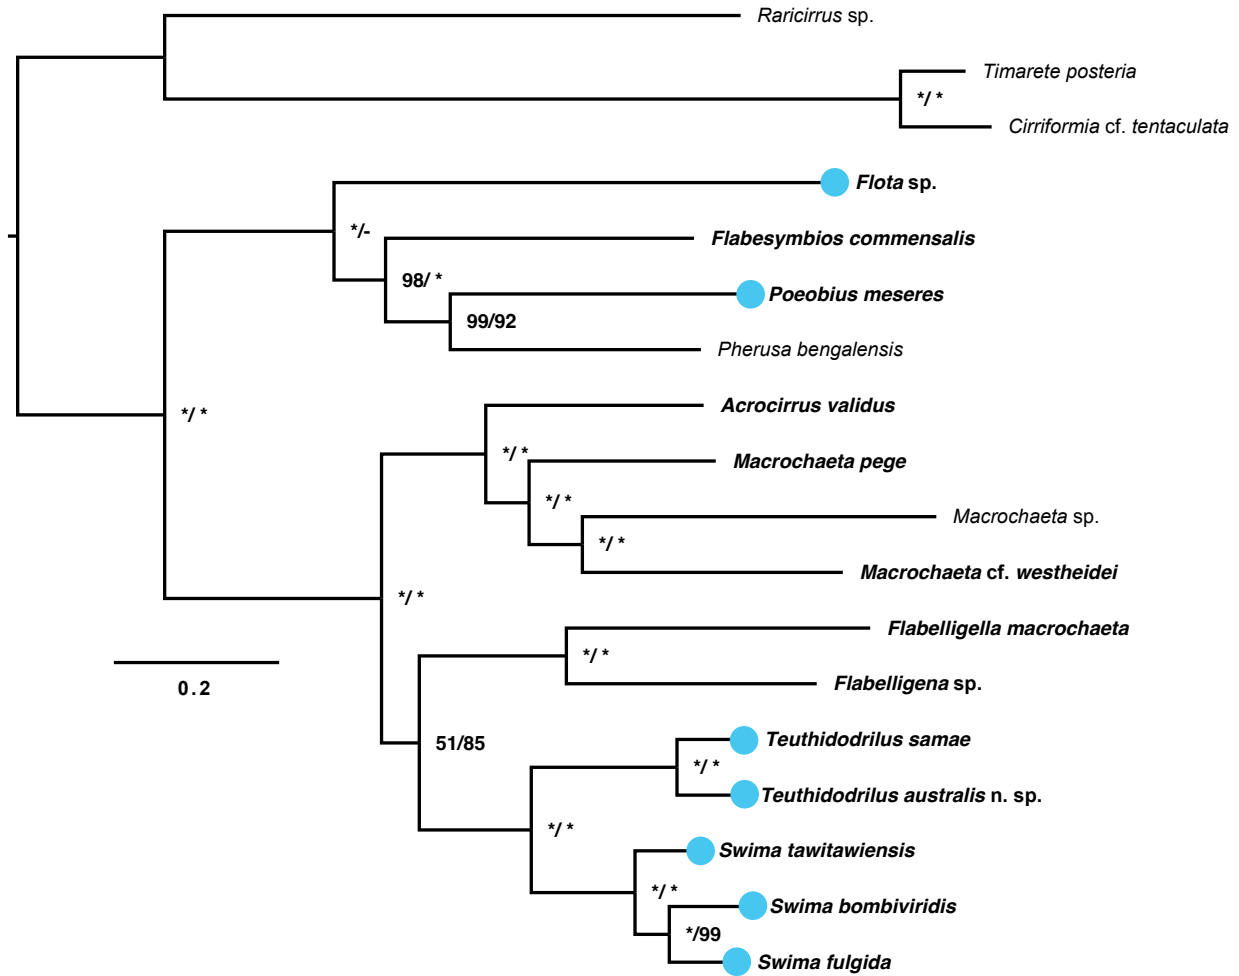 Raricirrus sp.
Timarete posteria
*/ *
Cirriformia cf. tentaculata
Flota sp.
*/-
Flabesymbios commensalis
98/ *
Poeobius meseres
99/92
Pherusa bengalensis
Acrocirrus validus
*/ *
*/ *
Macrochaeta pege
*/ *
Macrochaeta sp.
*/ *
Macrochaeta cf. westheidei
*/ *
Flabelligella macrochaeta
*/ *
Flabelligena sp.
0.2
51/85
Teuthidodrilus samae
*/ *
Teuthidodrilus australis n. sp.
*/ *
Swima tawitawiensis
*/ *
Swima bombiviridis
*/99
Swima fulgida